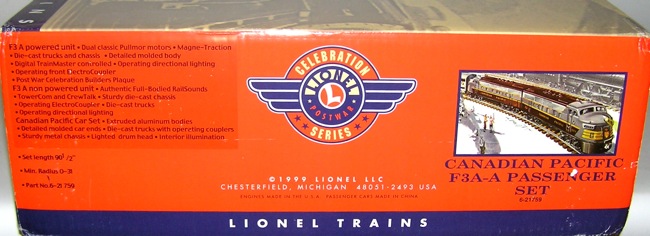 F3 A powered unit • Dual classic Pullmor motors • Magne-Traction
• Die-cast trucks and chassis • Detailed molded body
• Digital TrainMaster controlled • Operating directional lighting
• Operating front ElectroCoupler
• Post War Celebration Builders Plaque
F3 A non powered unit • Authentic Full-Bodied RailSounds
• TowerCom and CrewTalk • Sturdy die-cast chassis
• Operating ElectroCoupler • Die-cast trucks
• Operating directional lighting
Canadian Pacific Car Set • Extruded aluminum bodies
• Detailed molded car ends • Die-cast trucks with operating couplers
• Sturdy metal chassis • Lighted drum head • Interior illumination
• Set length 90 1/2"
• Min. Radius 0-31
• Part No. 6-21759
CELEBRATION
LIONEL
L
POSTWAR
SERIES
©1999 LIONEL LLC
CHESTERFIELD, MICHIGAN 48051-2493 USA
ENGINES MADE IN THE U.S.A. PASSENGER CARS MADE IN CHINA
CANADIAN PACIFIC
F3A-A PASSENGER
SET
6-21759
LIONEL TRAINS